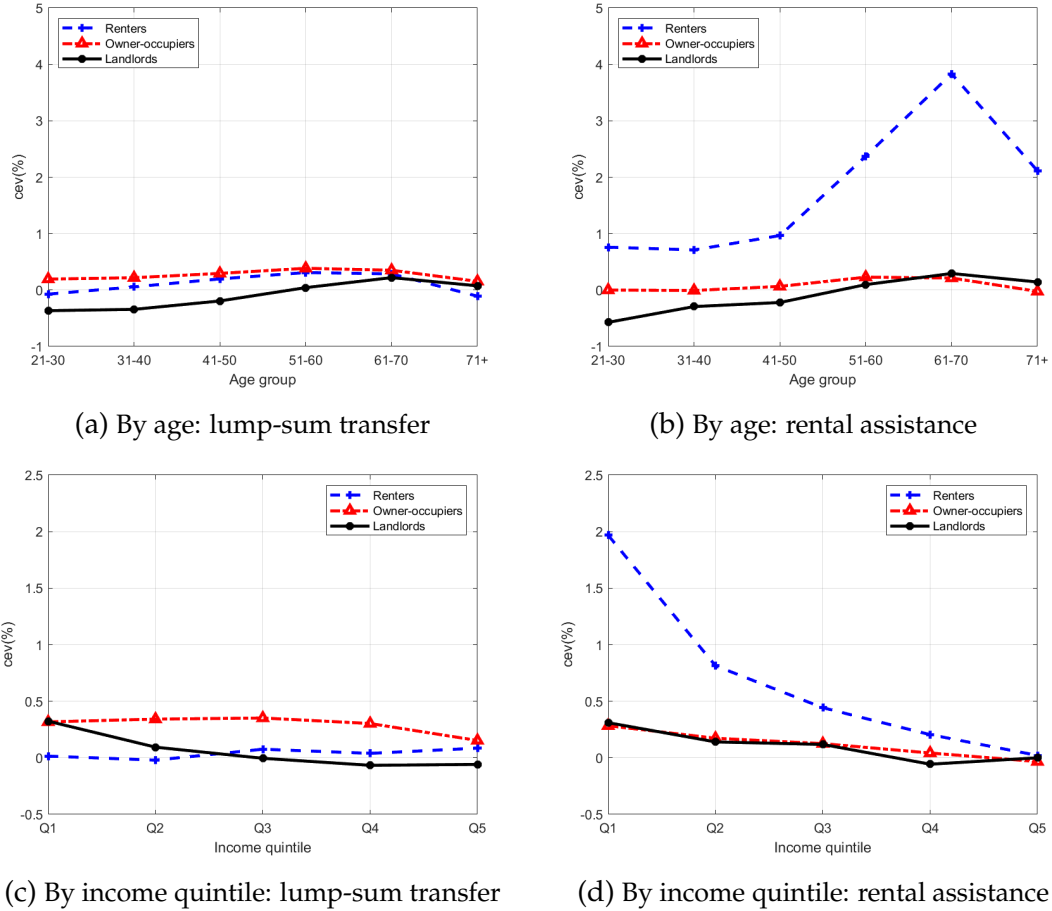 5
4
3
2
1
0
-1
cev(%)
Renters
Owner-occupiers
Landlords
21-30 31-40 41-50 51-60 61-70 71+
Age group
(a) By age: lump-sum transfer
5
4
3
2
1
0
-1
cev(%)
Renters
Owner-occupiers
Landlords
21-30 31-40 41-50 51-60 61-70 71+
Age group
(b) By age: rental assistance
2.5
2
1.5
1
0.5
0
-0.5
cev(%)
Renters
Owner-occupiers
Landlords
Q1 Q2 Q3 Q4 Q5
Income quintile
(c) By income quintile: lump-sum transfer
2.5
2
1.5
1
0.5
0
-0.5
cev(%)
Renters
Owner-occupiers
Landlords
Q1 Q2 Q3 Q4 Q5
Income quintile
(d) By income quintile: rental assistance